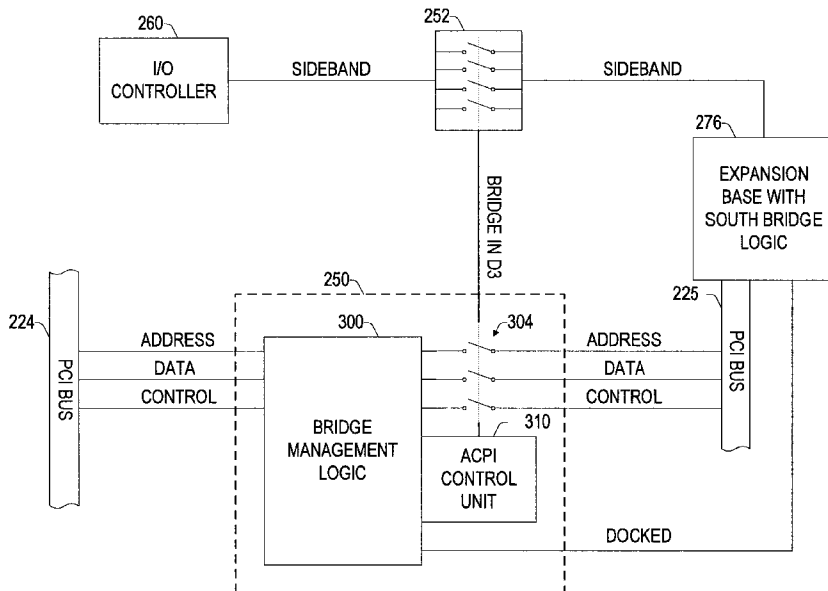 260
I/O
CONTROLLER
SIDEBAND
252
SIDEBAND
276
EXPANSION
BASE WITH
SOUTH BRIDGE
LOGIC
BRIDGE IN D3
250
224
PCI BUS
ADDRESS
DATA
CONTROL
300
BRIDGE
MANAGEMENT
LOGIC
304
ADDRESS
DATA
CONTROL
225
PCI BUS
310
ACPI
CONTROL
UNIT
DOCKED